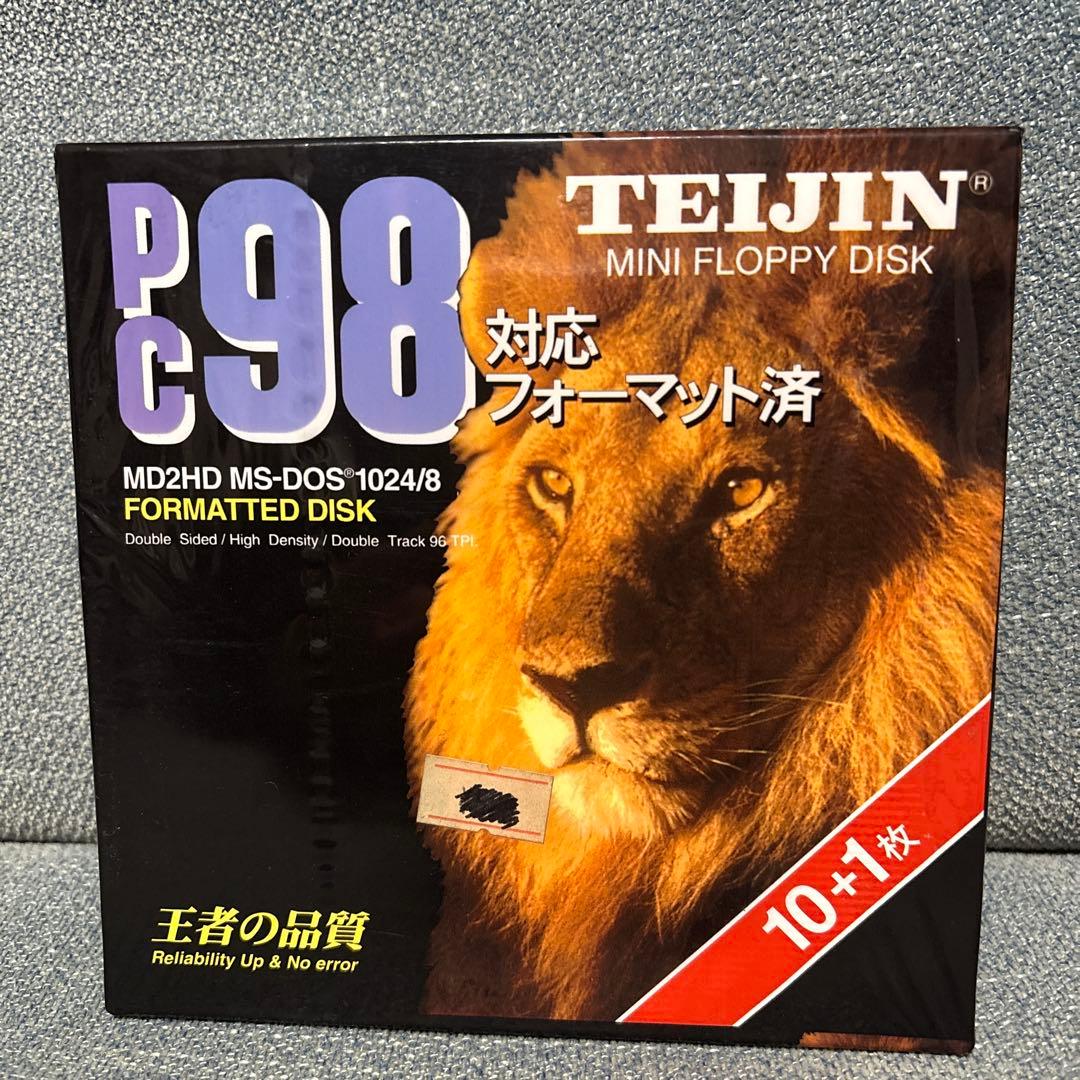 PC98
TEIJIN®
MINI FLOPPY DISK
対応
フォーマット済
MD2HD MS-DOS®1024/8
FORMATTED DISK
Double Sided / High Density / Double Track 96 TPI.
10+1枚
王者の品質
Reliability Up & No error